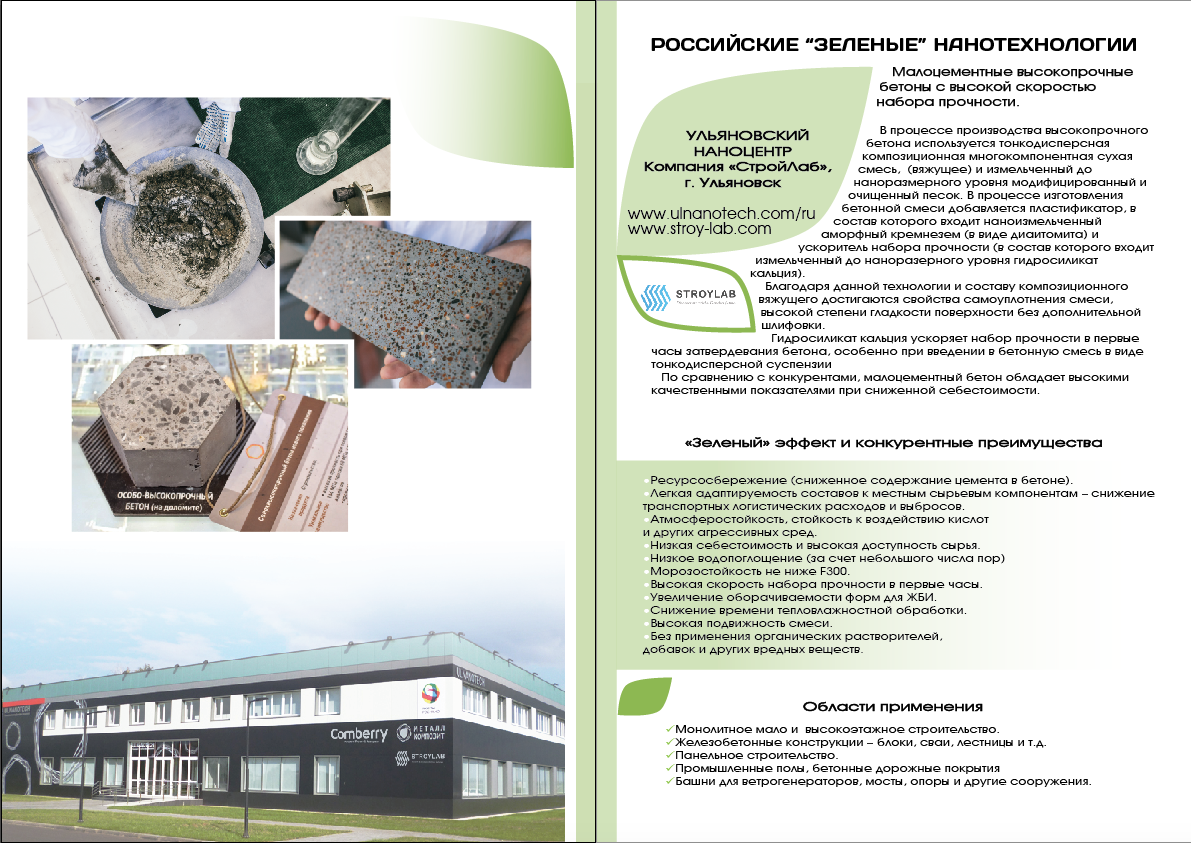 РОССИЙСКИЕ “ЗЕЛЕНЫЕ” НАНОТЕХНОЛОГИИ
Малоцементные высокопрочные
бетоны с высокой скоростью
набора прочности.
УЛЬЯНОВСКИЙ
НАНОЦЕНТР
Компания «СтройЛаб»,
г. Ульяновск
www.ulnanotech.com/ru
www.stroy-lab.com
STROYLAB
В процессе производства высокопрочного
бетона используется тонкодисперсная
композиционная многокомпонентная сухая
смесь, (вяжущее) и измельченный до
наноразмерного уровня модифицированный и
очищенный песок. В процессе изготовления
бетонной смеси добавляется пластификатор, в
состав которого входит наноизмельченный
аморфный кремнезем (в виде диаитомита) и
ускоритель набора прочности (в состав которого входит
измельченный до наноразерного уровня гидросиликат
кальция).
Благодаря данной технологии и составу композиционного
вяжущего достигаются свойства самоуплотнения смеси,
высокой степени гладкости поверхности без дополнительной
шлифовки.
Гидросиликат кальция ускоряет набор прочности в первые
часы затвердевания бетона, особенно при введении в бетонную смесь в виде
тонкодисперсной суспензии
По сравнению с конкурентами, малоцементный бетон обладает высокими
качественными показателями при сниженной себестоимости.
«Зеленый» эффект и конкурентные преимущества
•Ресурсосбережение (сниженное содержание цемента в бетоне).
•Легкая адаптируемость составов к местным сырьевым компонентам – снижение
транспортных логистических расходов и выбросов.
•Атмосферостойкость, стойкость к воздействию кислот
и других агрессивных сред.
•Низкая себестоимость и высокая доступность сырья.
•Низкое водопоглощение (за счет небольшого числа пор)
•Морозостойкость не ниже F300.
•Высокая скорость набора прочности в первые часы.
•Увеличение оборачиваемости форм для ЖБИ.
•Снижение времени тепловлажностной обработки.
•Высокая подвижность смеси.
•Без применения органических растворителей,
добавок и других вредных веществ.
Области применения
✓Монолитное мало и высокоэтажное строительство.
✓Железобетонные конструкции – блоки, сваи, лестницы и т.д.
✓Панельное строительство.
✓Промышленные полы, бетонные дорожные покрытия
✓Башни для ветрогенераторов, мосты, опоры и другие сооружения.
ОСОБО-ВЫСОКОПРОЧНЫЙ
БЕТОН (на доломите)
ULNANOTECH
Comberry
МЕТАЛЛ
КОМПОЗИТ
STROYLAB